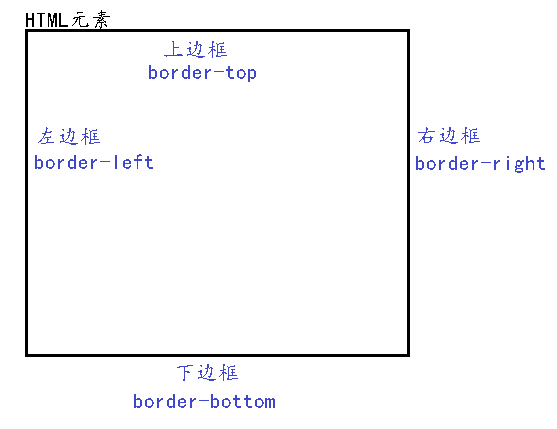 HTML元素
上边框
border-top
左边框
border-left
右边框
border-right
下边框
border-bottom